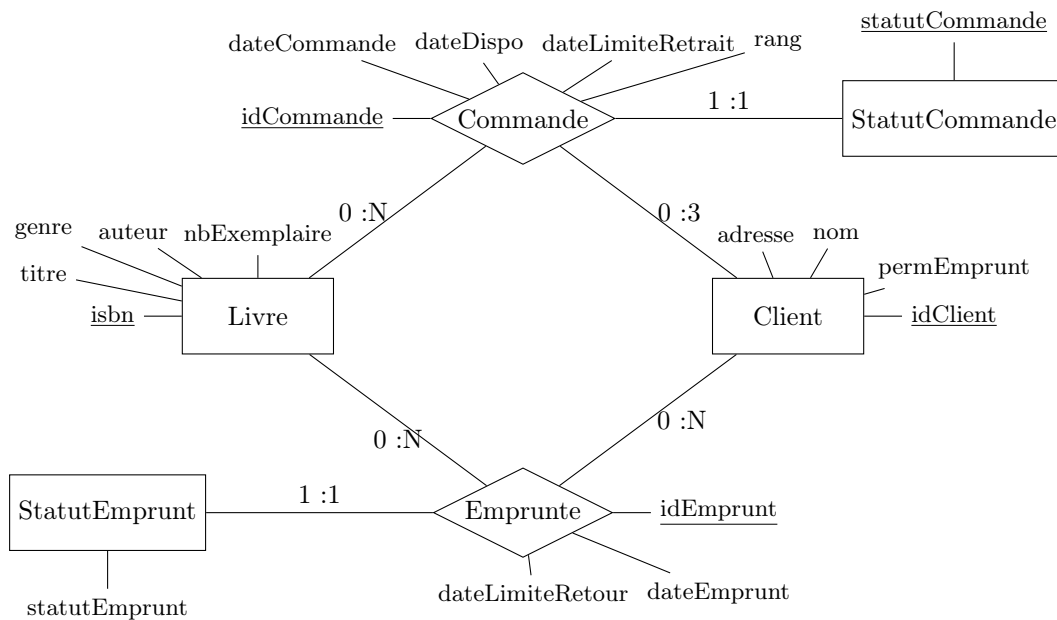 statutCommande
dateCommande
dateDispo
dateLimiteRetrait
rang
idCommande
Commande
1 :1
StatutCommande
0 :N
0 :3
genre
auteur
nbExemplaire
adresse
nom
titre
permEmprunt
isbn
Livre
Client
idClient
0 :N
0 :N
StatutEmprunt
1 :1
Emprunte
idEmprunt
dateLimiteRetour
dateEmprunt
statutEmprunt